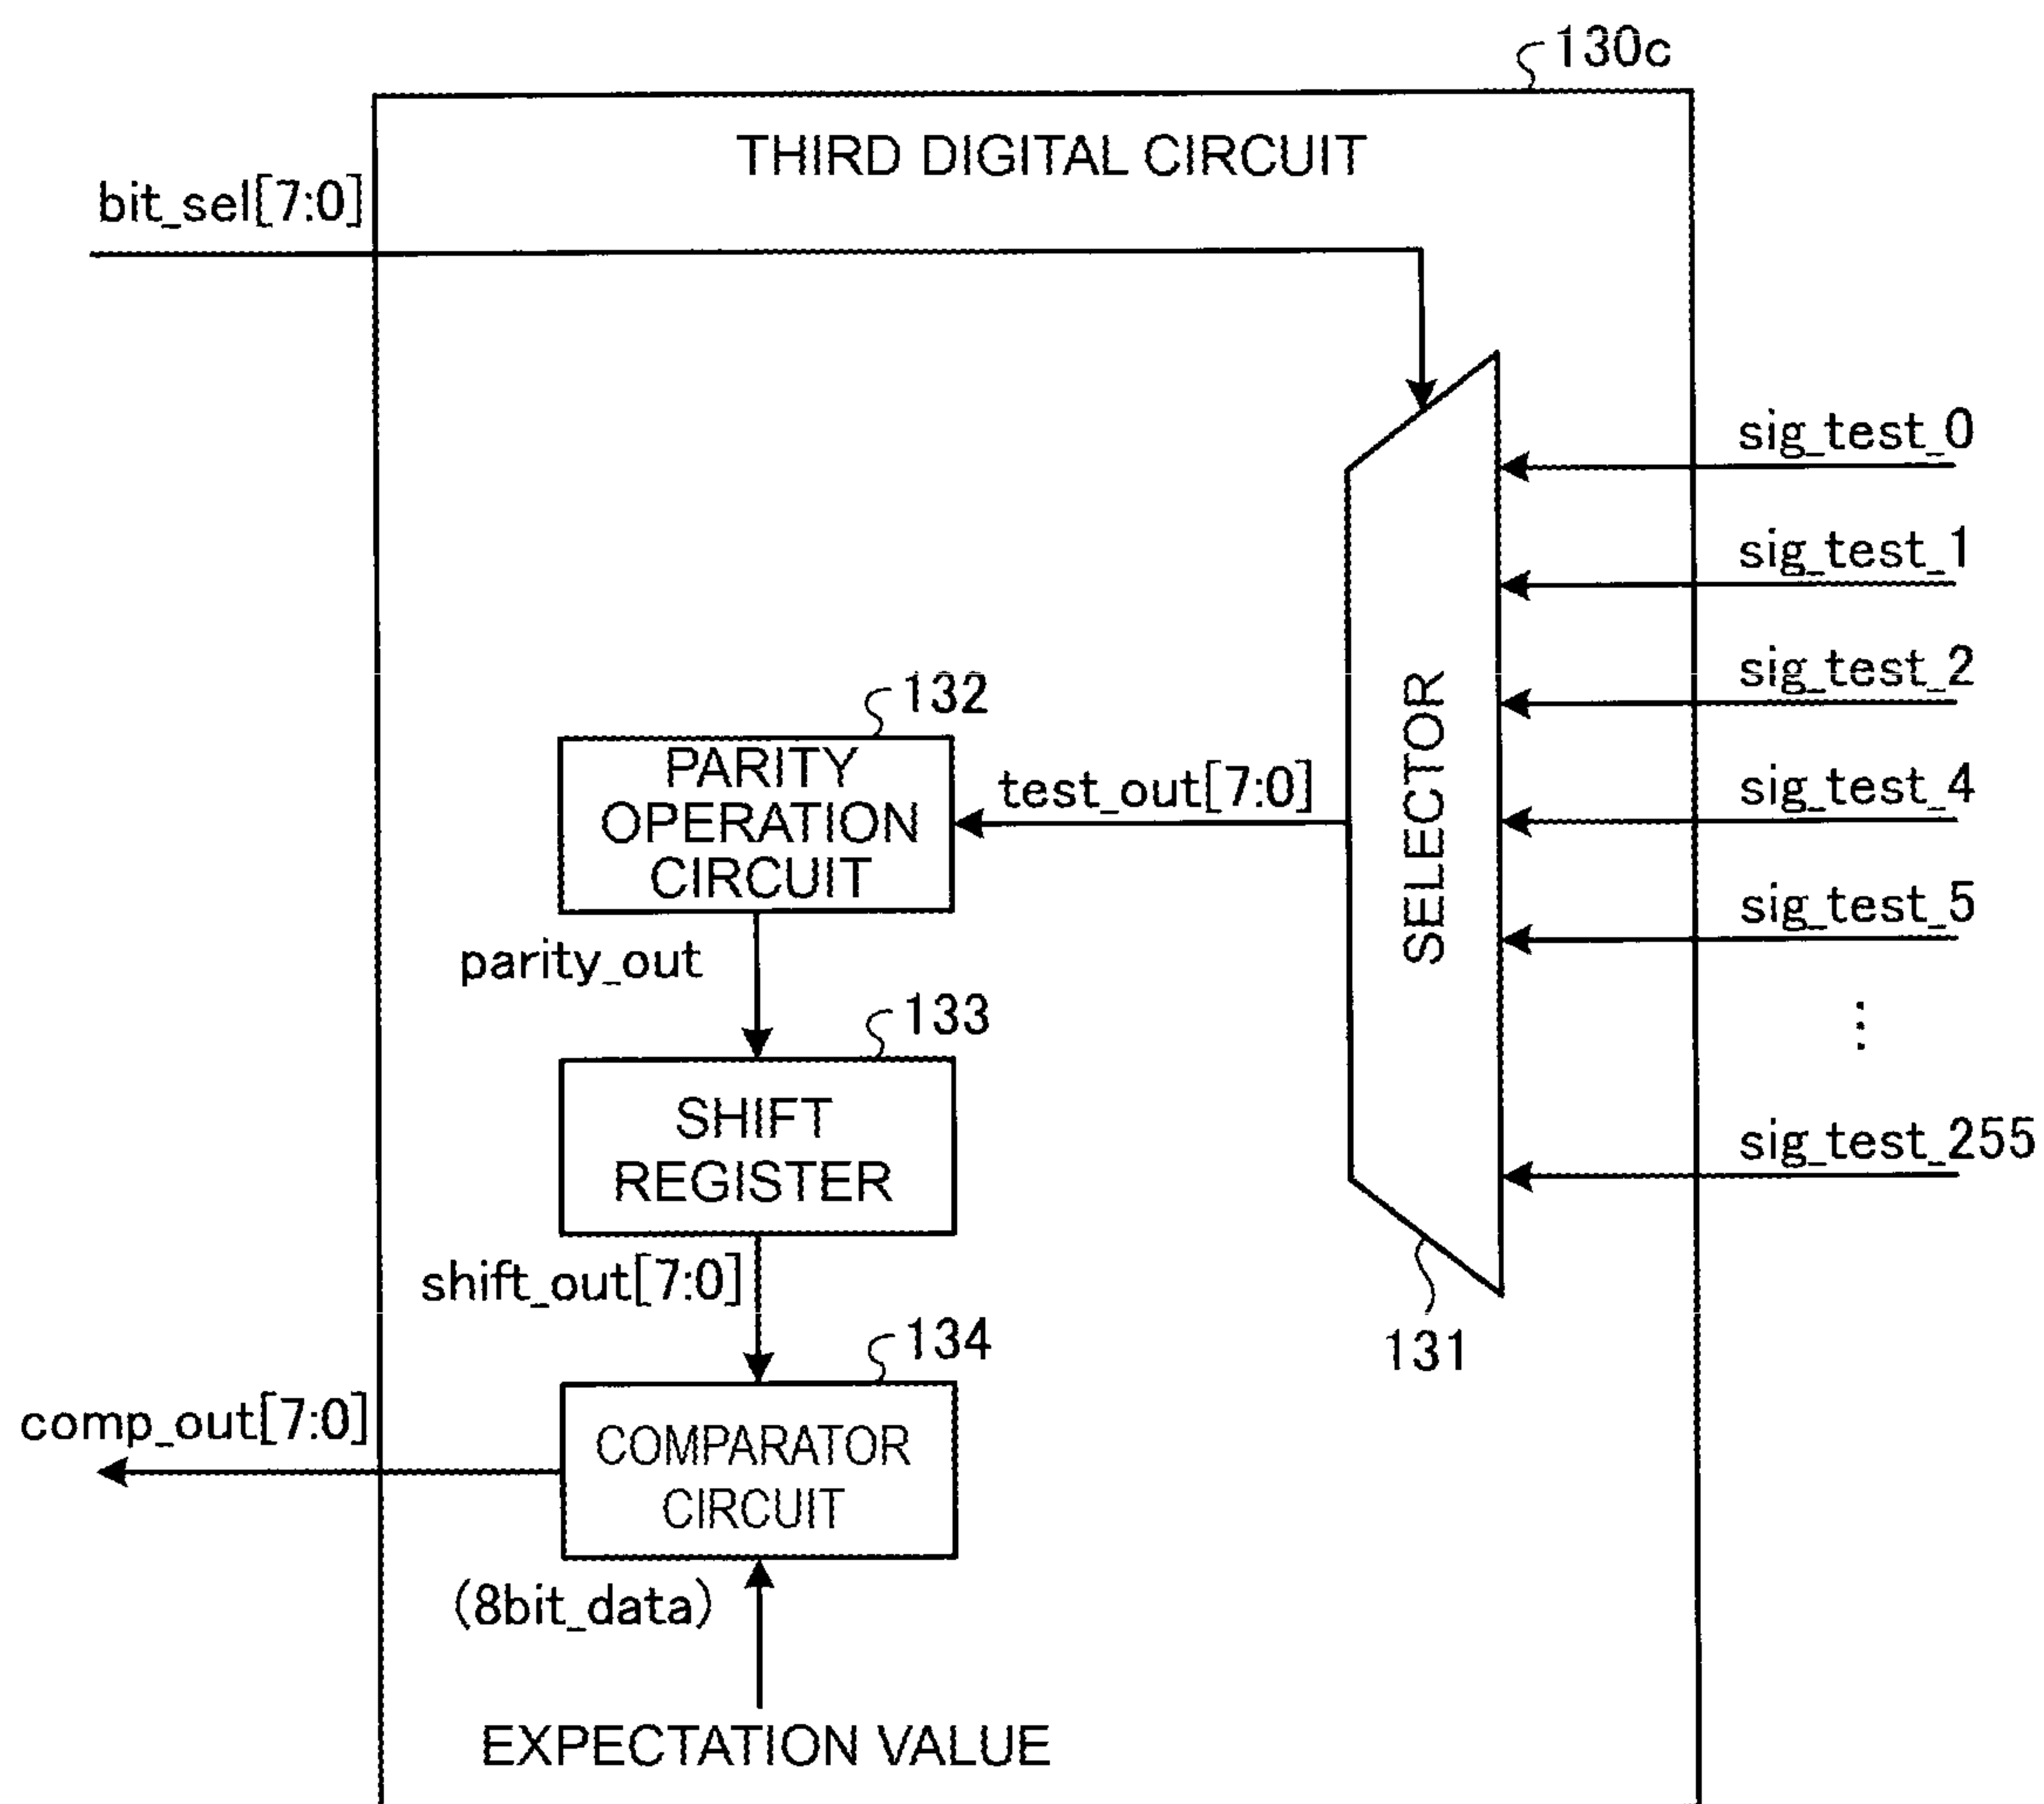 130c
THIRD DIGITAL CIRCUIT
bit_sel[7:0]
sig_test_0
sig_test_1
sig_test_2
sig_test_4
sig_test_5
⋮
sig_test_255
SELECTOR
131
test_out[7:0]
132
PARITY
OPERATION
CIRCUIT
parity_out
133
SHIFT
REGISTER
shift_out[7:0]
134
COMPARATOR
CIRCUIT
comp_out[7:0]
(8bit_data)
EXPECTATION VALUE